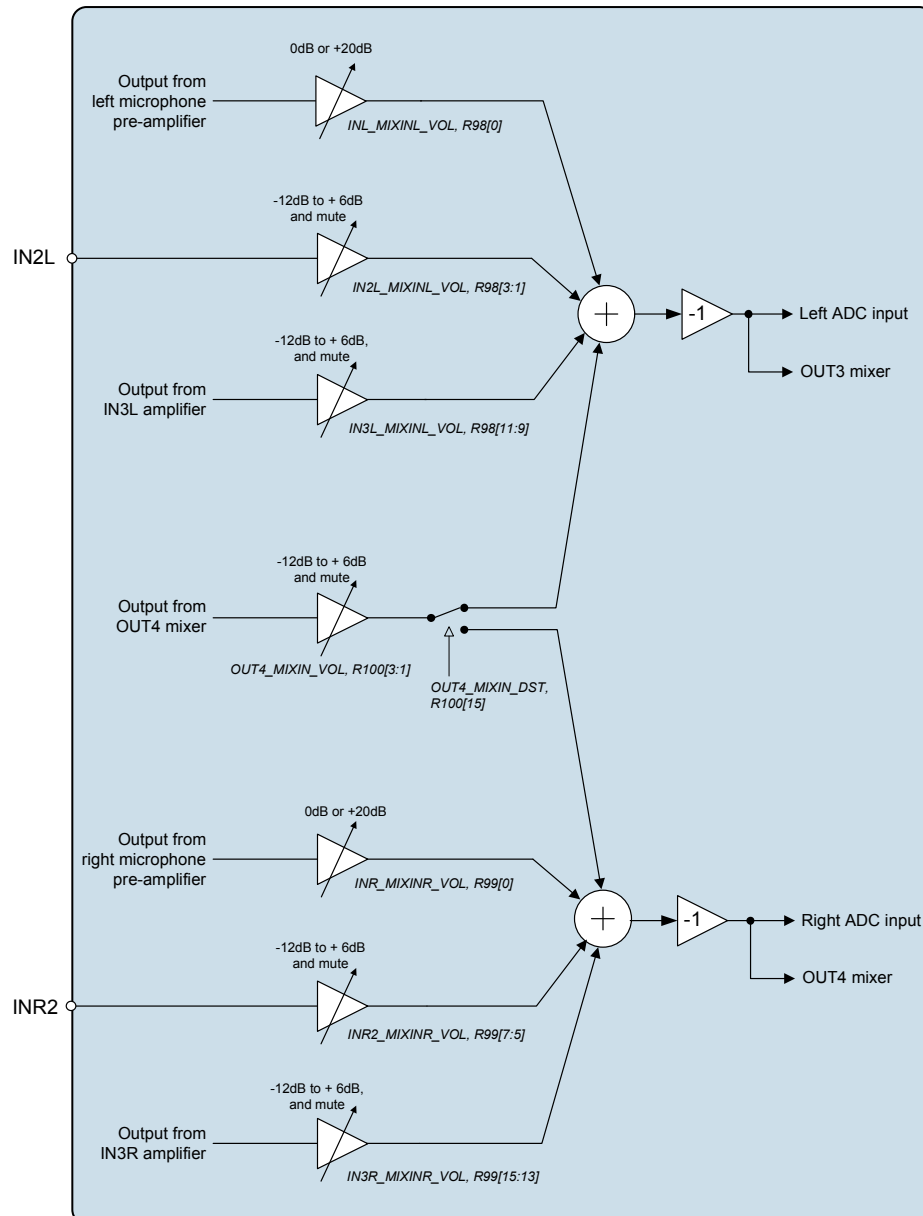 0dB or +20dB
Output from
left microphone
pre-amplifier
INL_MIXINL_VOL, R98[0]
-12dB to + 6dB
and mute
IN2L
IN2L_MIXINL_VOL, R98[3:1]
+
-1
Left ADC input
OUT3 mixer
-12dB to + 6dB,
and mute
Output from
IN3L amplifier
IN3L_MIXINL_VOL, R98[11:9]
-12dB to + 6dB
and mute
Output from
OUT4 mixer
OUT4_MIXIN_VOL, R100[3:1]
OUT4_MIXIN_DST,
R100[15]
0dB or +20dB
Output from
right microphone
pre-amplifier
INR_MIXINR_VOL, R99[0]
+
-1
Right ADC input
OUT4 mixer
-12dB to + 6dB
and mute
INR2
INR2_MIXINR_VOL, R99[7:5]
-12dB to + 6dB,
and mute
Output from
IN3R amplifier
IN3R_MIXINR_VOL, R99[15:13]